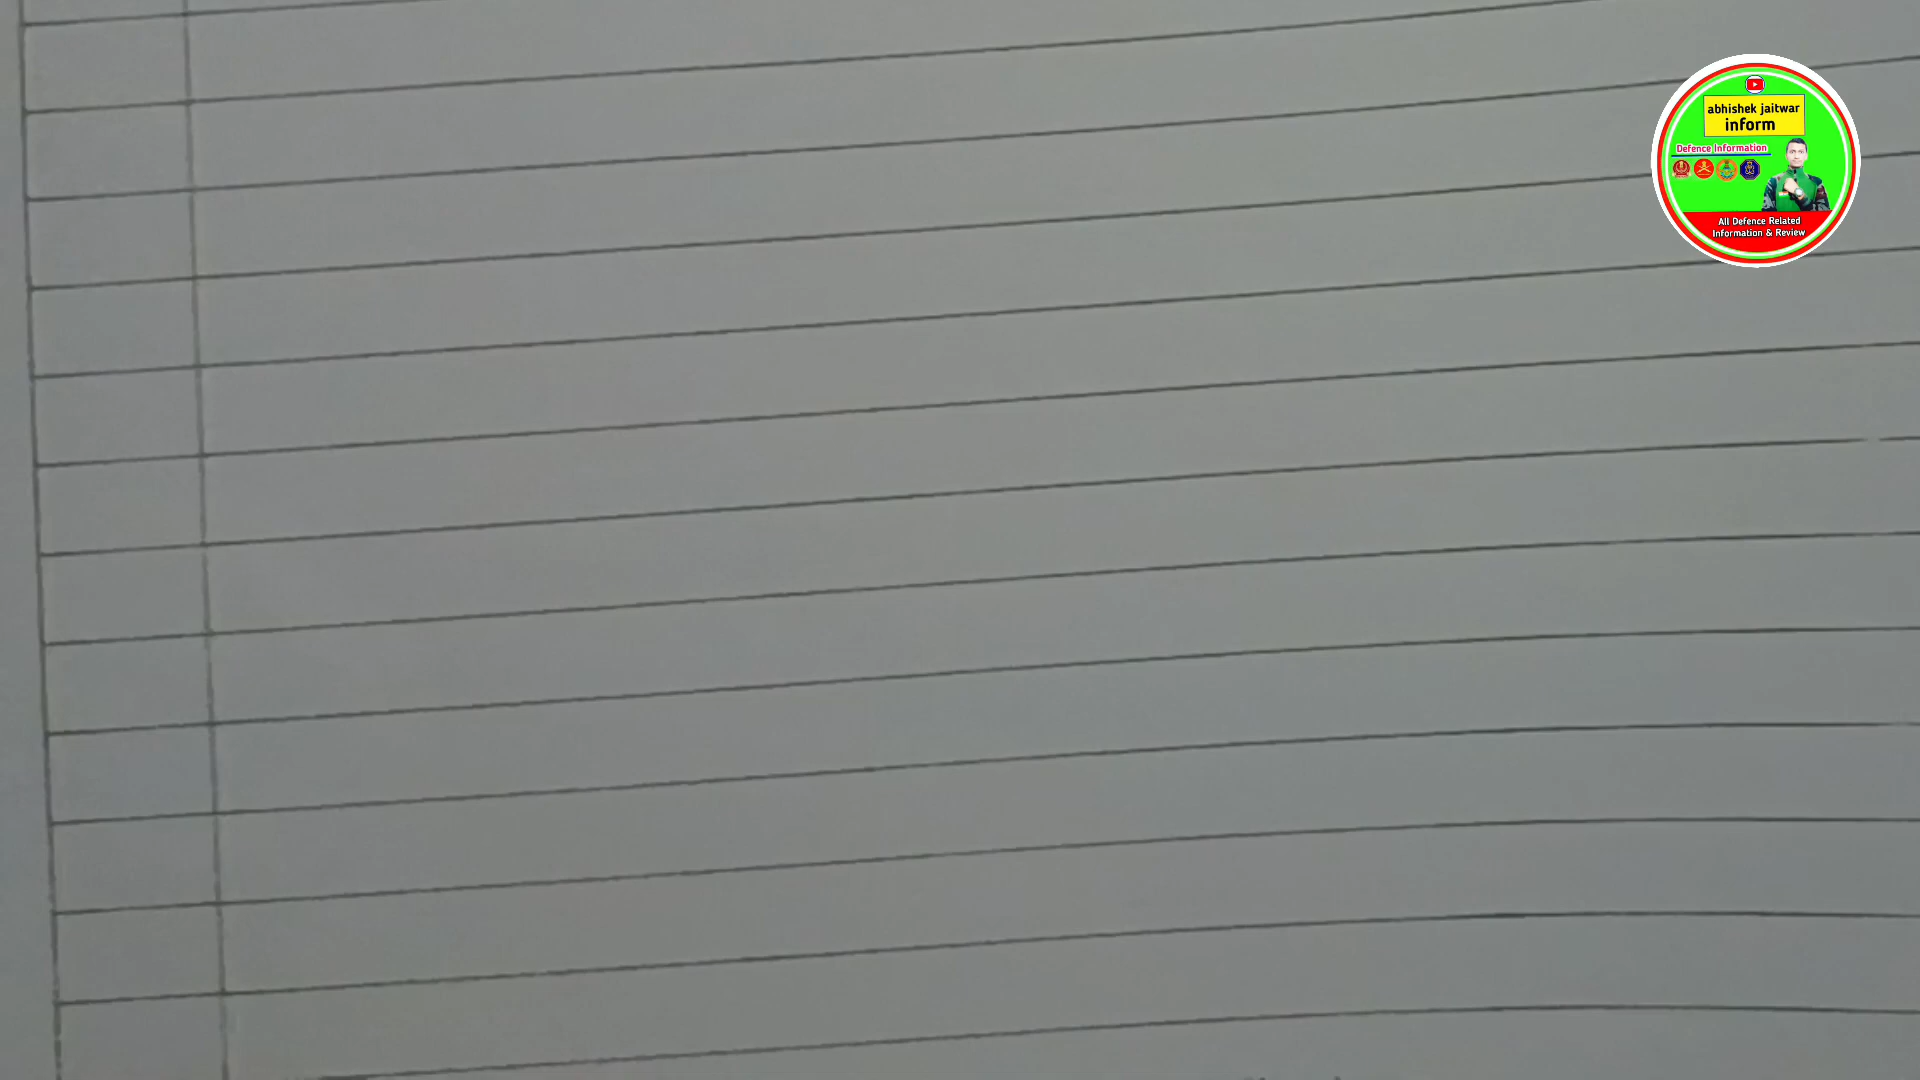 abhishek jaitwar
inform
Defence Information
All Defence Related
Information & Review